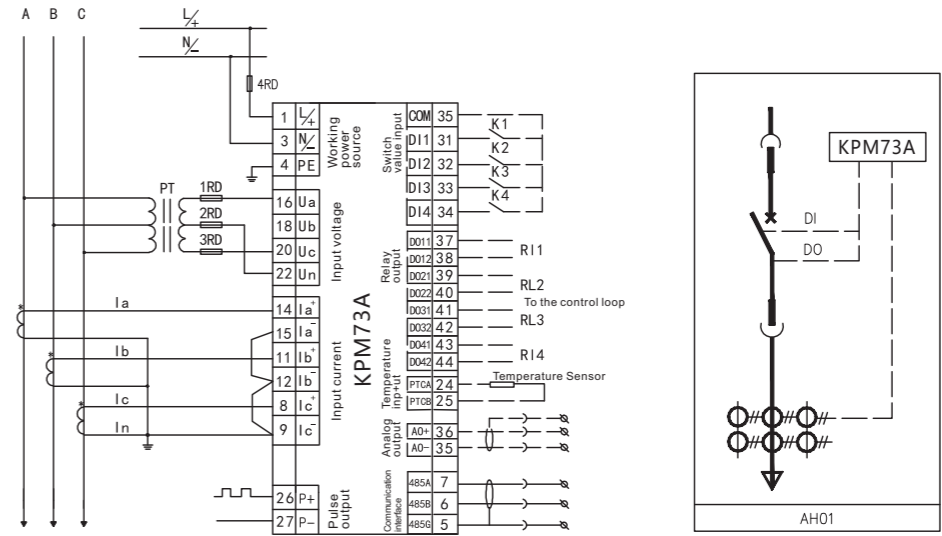 A B C
L/+
N/-
4RD
1 L/+
3 N/-
4 PE
Working power source
PT
1RD
2RD
3RD
16 Ua
18 Ub
20 Uc
22 Un
Input voltage
Ia
Ib
Ic
In
* 14 Ia+
15 Ia-
* 11 Ib+
12 Ib-
* 8 Ic+
9 Ic-
Input current
26 P+
27 P-
Pulse output
KPM73A
Switch value input
COM 35
DI1 31
DI2 32
DI3 33
DI4 34
K1
K2
K3
K4
Relay output
DO11 37
DO12 38
DO21 39
DO22 40
DO31 41
DO32 42
DO41 43
DO42 44
RI1
RL2
To the control loop
RL3
RI4
Temperature inp+ut
PTCA 24
PTCB 25
Temperature Sensor
Analog output
AO+ 36
AO- 35
Communication interface
485A 7
485B 6
485G 5
KPM73A
DI
DO
AH01